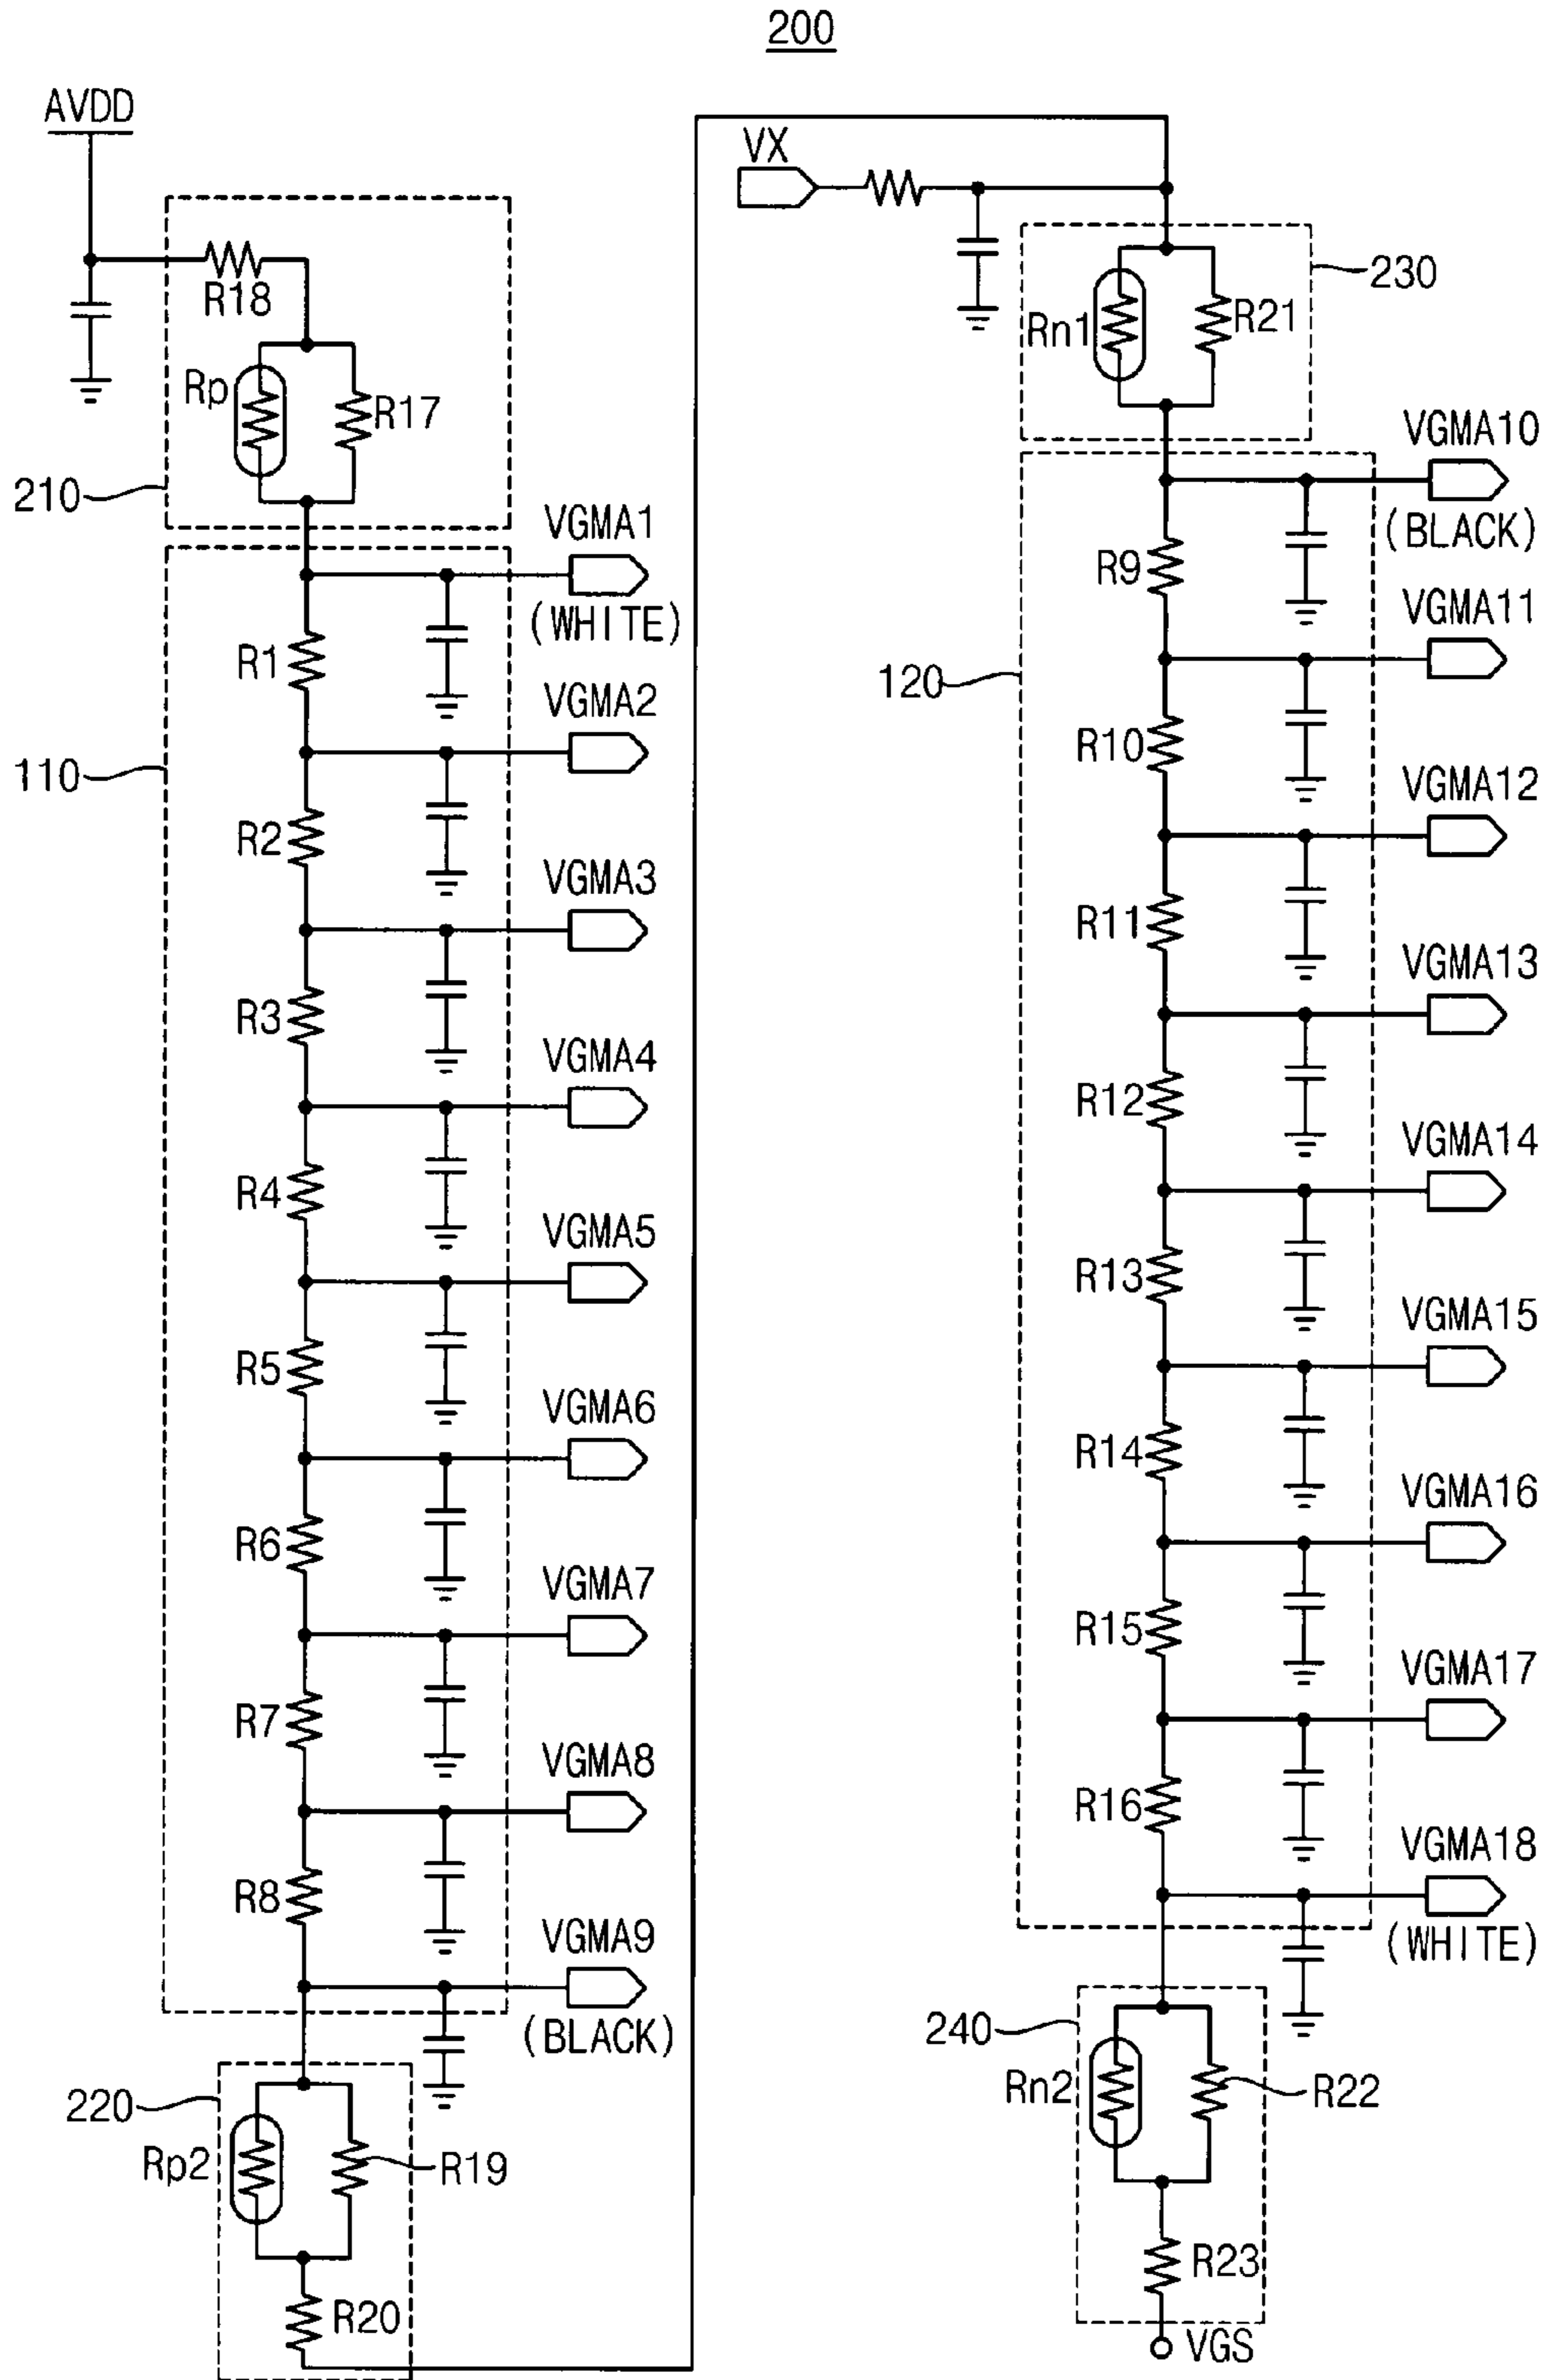 200
AVDD
R18
Rp
R17
210
VGMA1
(WHITE)
R1
VGMA2
110
R2
VGMA3
R3
VGMA4
R4
VGMA5
R5
VGMA6
R6
VGMA7
R7
VGMA8
R8
VGMA9
(BLACK)
220
Rp2
R19
R20
VX
230
Rn1
R21
VGMA10
(BLACK)
R9
VGMA11
120
R10
VGMA12
R11
VGMA13
R12
VGMA14
R13
VGMA15
R14
VGMA16
R15
VGMA17
R16
VGMA18
(WHITE)
240
Rn2
R22
R23
VGS